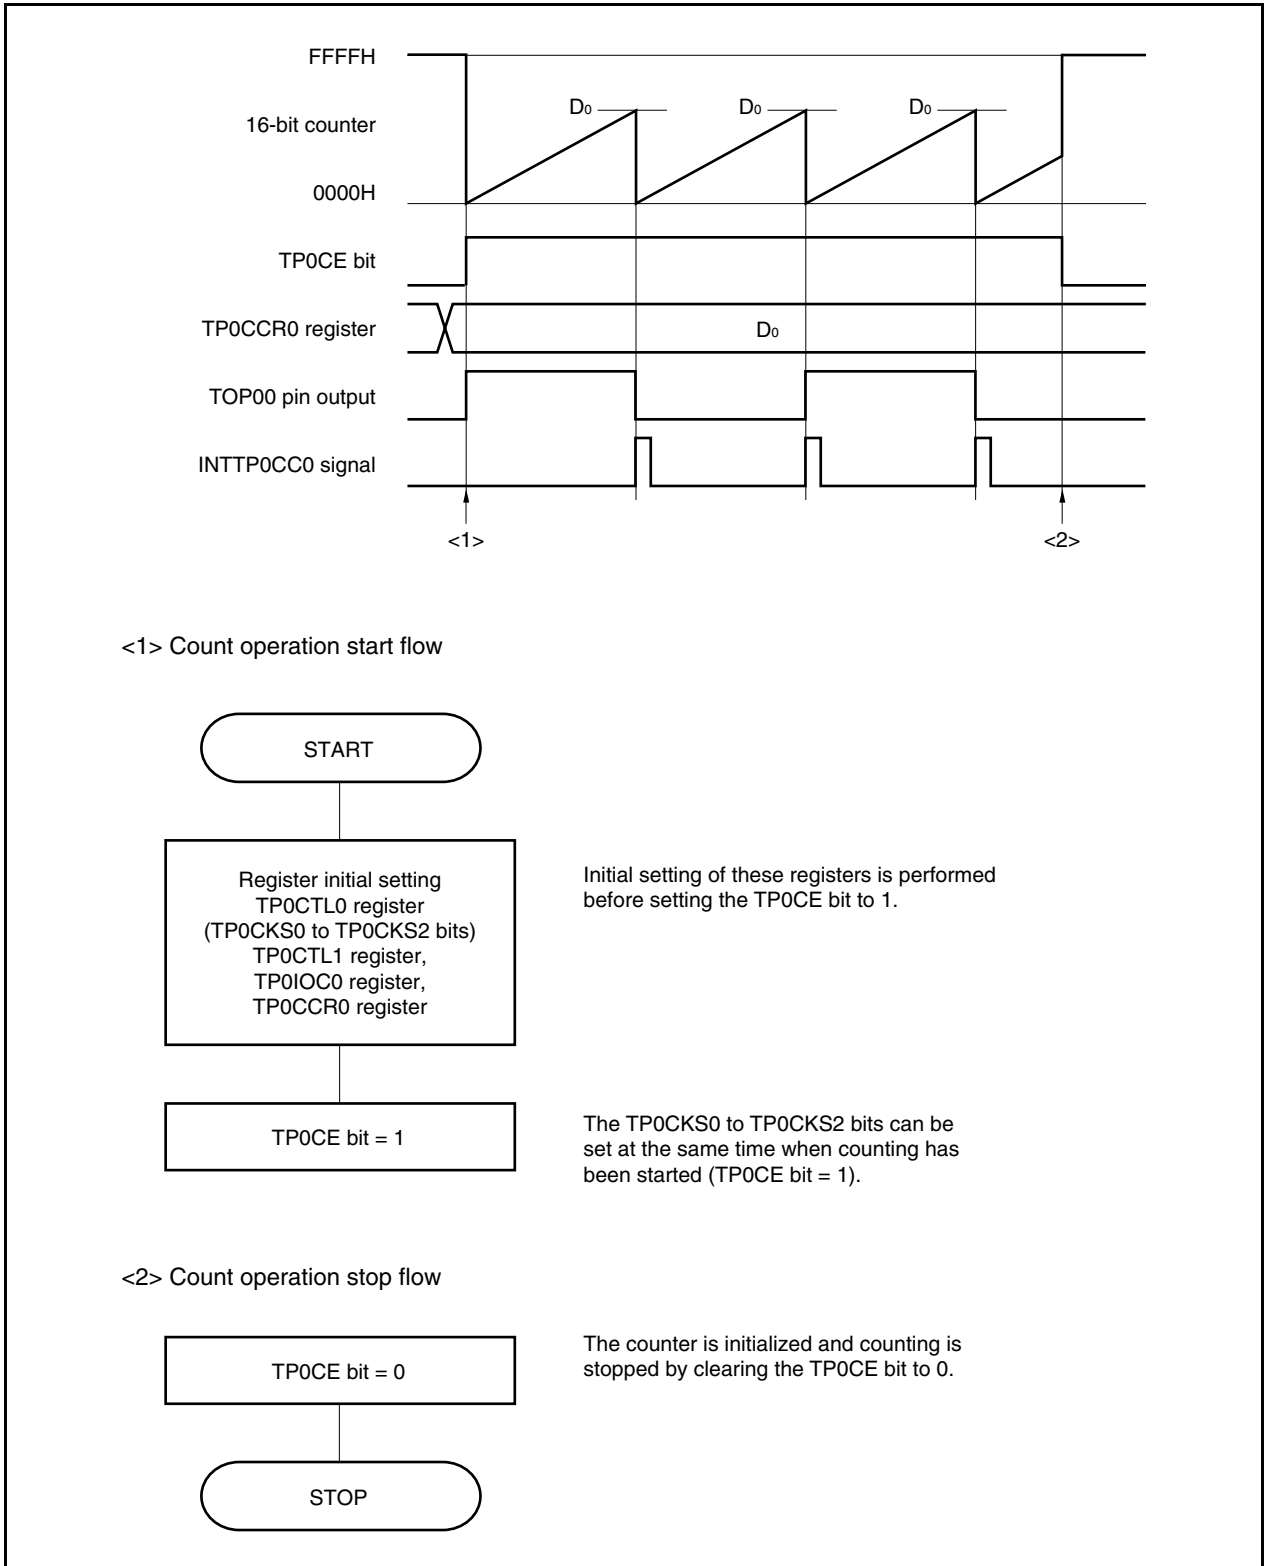 FFFFH
D0 D0 D0
16-bit counter
0000H
TP0CE bit
TP0CCR0 register
D0
TOP00 pin output
INTTP0CC0 signal
<1> <2>
<1> Count operation start flow
START
Register initial setting
TP0CTL0 register
(TP0CKS0 to TP0CKS2 bits)
TP0CTL1 register,
TP0IOC0 register,
TP0CCR0 register
Initial setting of these registers is performed
before setting the TP0CE bit to 1.
TP0CE bit = 1
The TP0CKS0 to TP0CKS2 bits can be
set at the same time when counting has
been started (TP0CE bit = 1).
<2> Count operation stop flow
TP0CE bit = 0
The counter is initialized and counting is
stopped by clearing the TP0CE bit to 0.
STOP